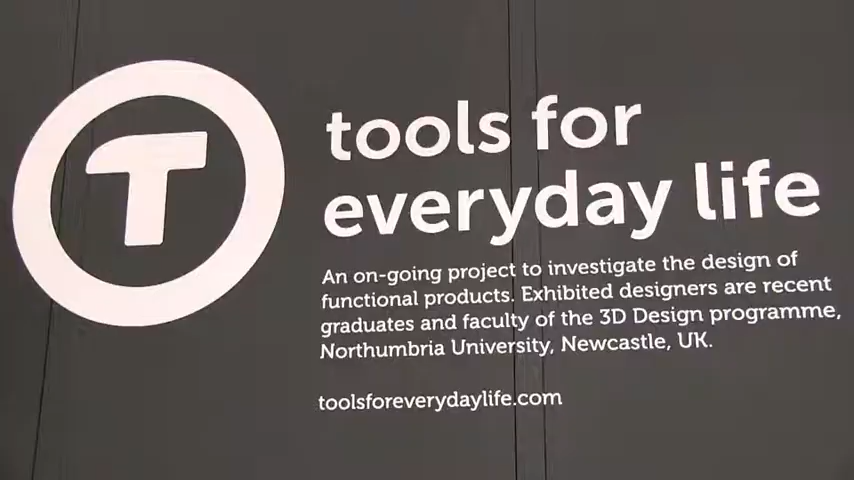 T
tools for
everyday life
An on-going project to investigate the design of
functional products. Exhibited designers are recent
graduates and faculty of the 3D Design programme,
Northumbria University, Newcastle, UK.
toolsforeverydaylife.com